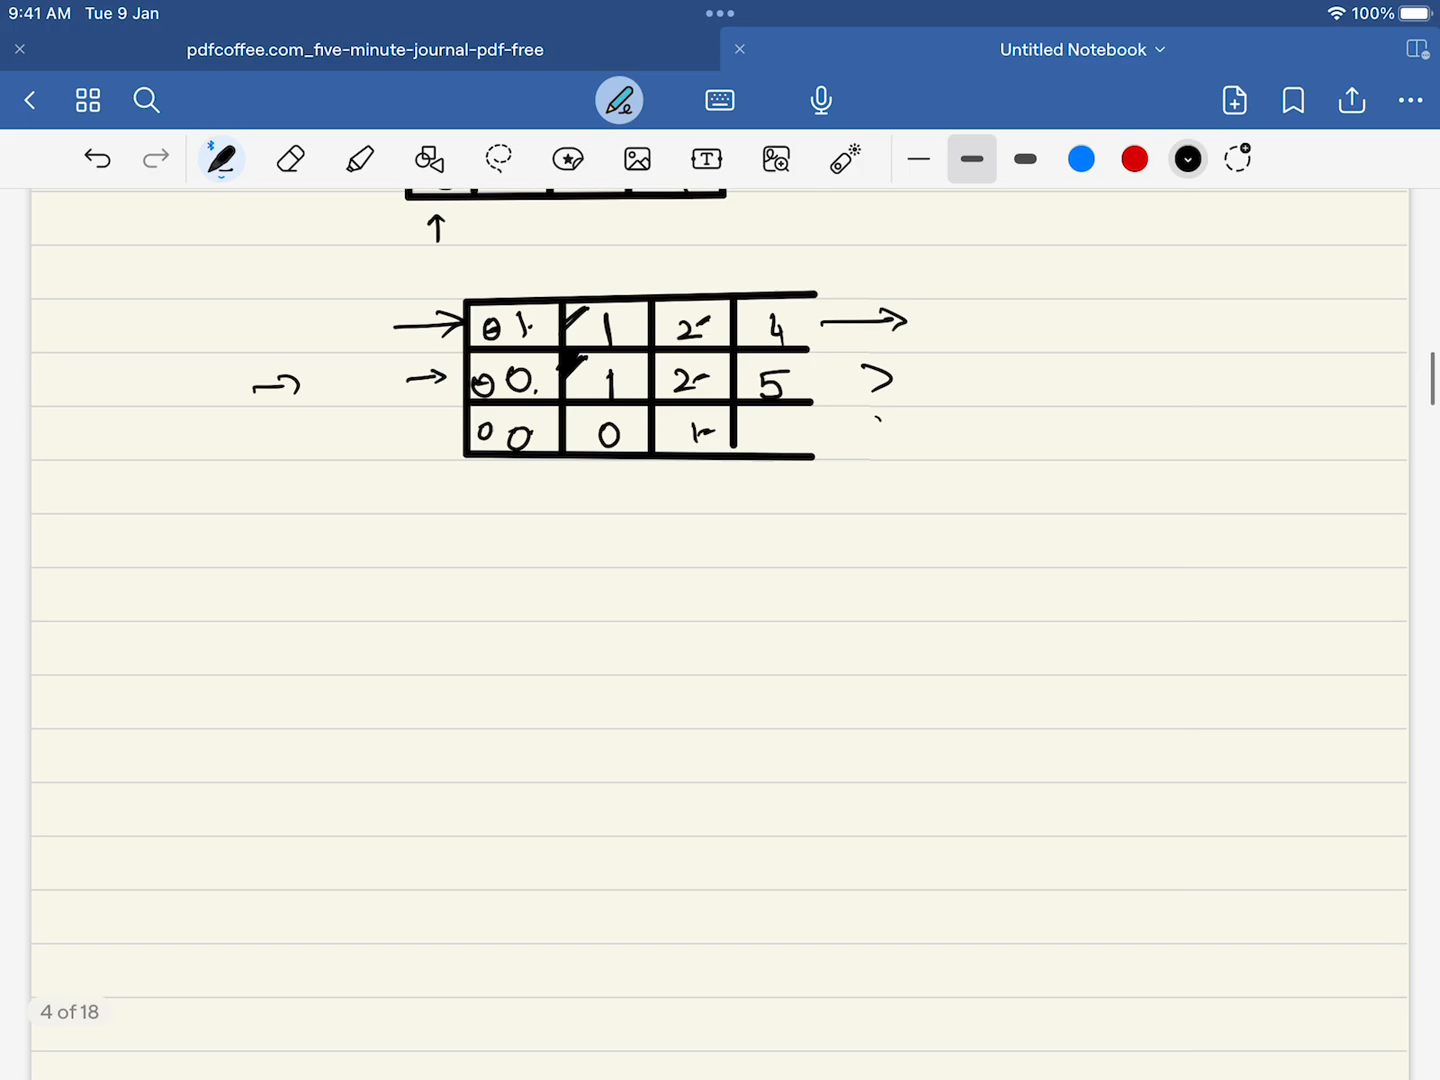 9:41 AM Tue 9 Jan 100%
pdfcoffee.com_five-minute-journal-pdf-free
Untitled Notebook
T
↑
→ 0 1. 1 2 4 →
→ → 0 0. 1 2 5 >
0 0 0 1
4 of 18